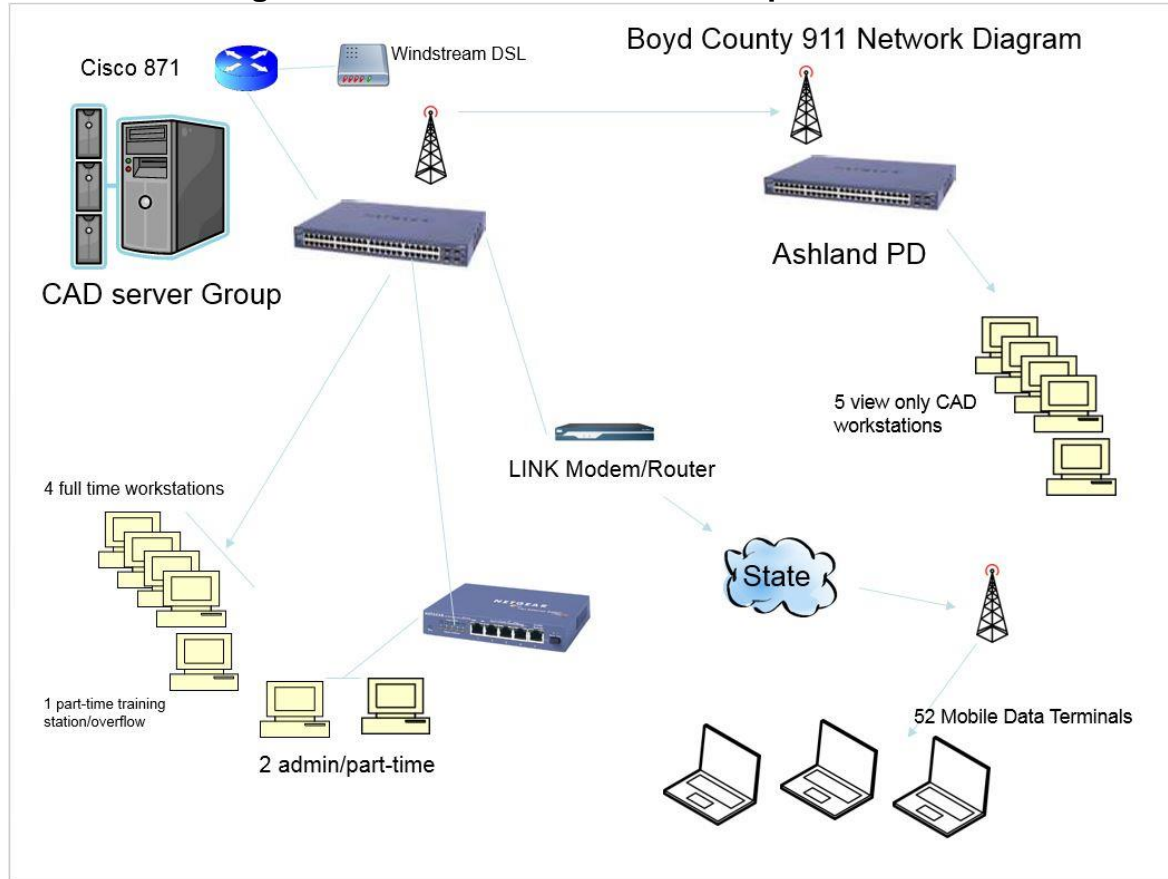 Boyd County 911 Network Diagram
Windstream DSL
Cisco 871
CAD server Group
NETGEAR
Ashland PD
5 view only CAD
workstations
LINK Modem/Router
4 full time workstations
State
NETGEAR
1 part-time training
station/overflow
2 admin/part-time
52 Mobile Data Terminals